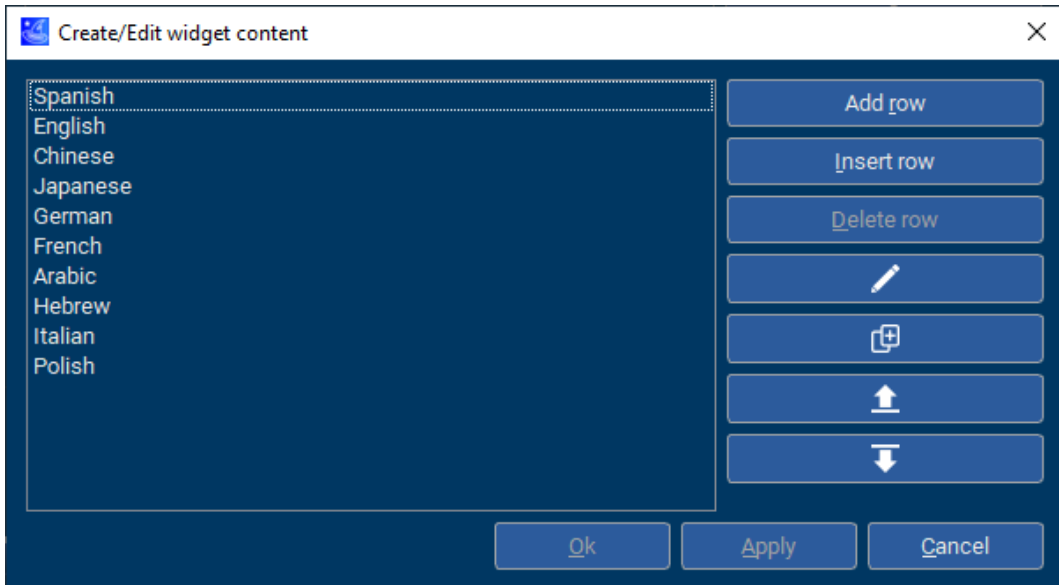 Create/Edit widget content
Spanish
English
Chinese
Japanese
German
French
Arabic
Hebrew
Italian
Polish
Add row
Insert row
Delete row
Ok
Apply
Cancel